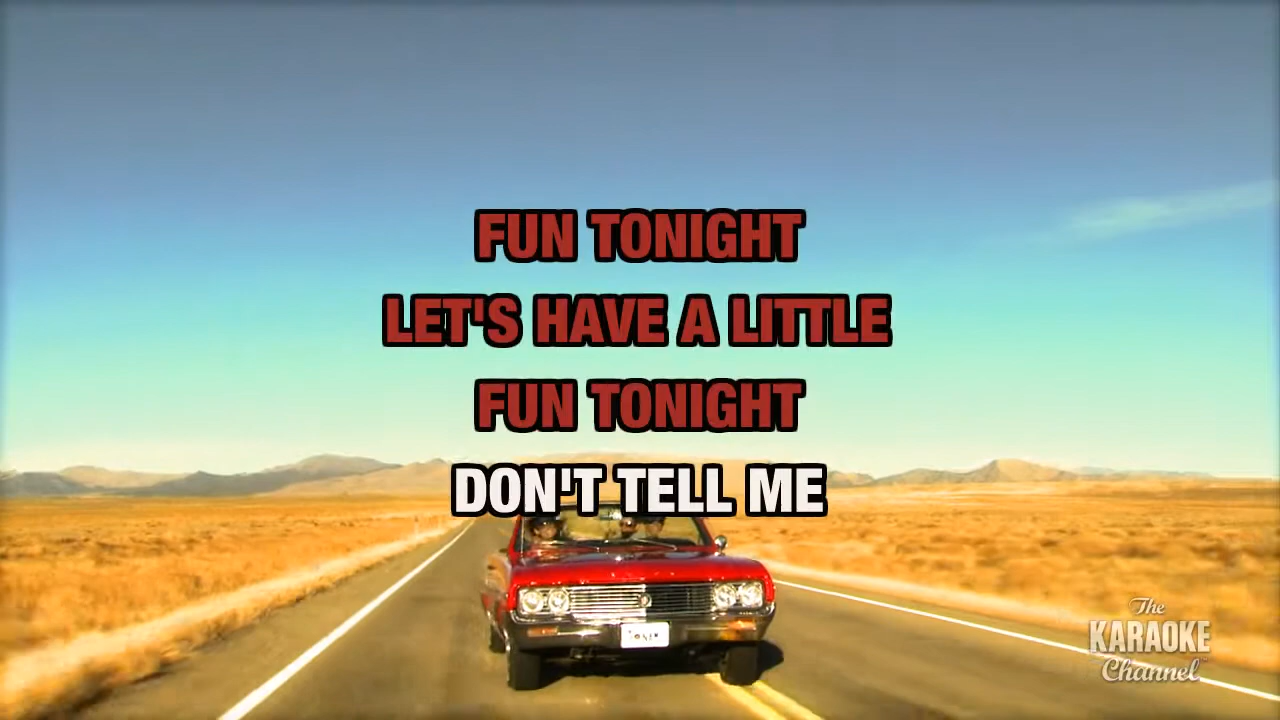 FUN TONIGHT
LET'S HAVE A LITTLE
FUN TONIGHT
DON'T TELL ME
The
KARAOKE
Channel